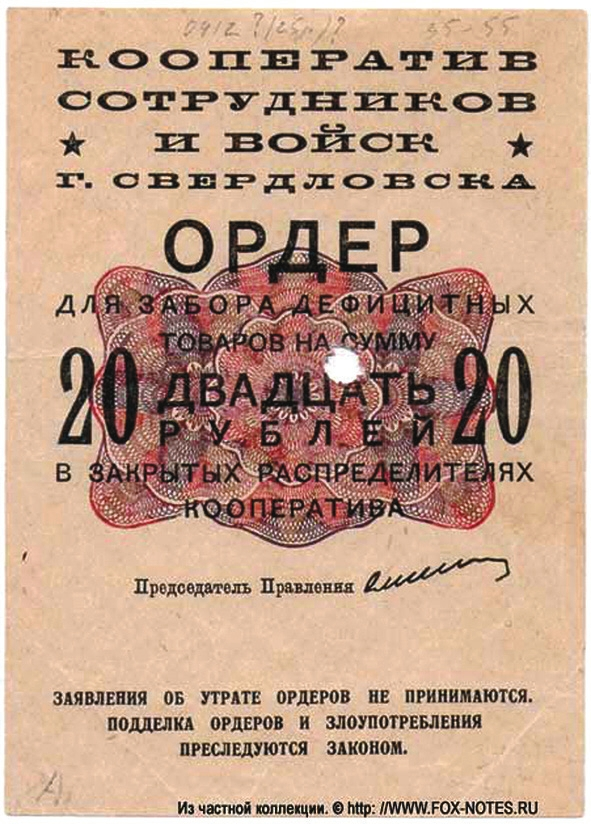 КООПЕРАТИВ
СОТРУДНИКОВ
★ И ВОЙСК ★
Г. СВЕРДЛОВСКА
ОРДЕР
ДЛЯ ЗАБОРА ДЕФИЦИТНЫХ
ТОВАРОВ НА СУММУ
20 ДВАДЦАТЬ 20
РУБЛЕЙ
В ЗАКРЫТЫХ РАСПРЕДЕЛИТЕЛЯХ
КООПЕРАТИВА
Председатель Правления
ЗАЯВЛЕНИЯ ОБ УТРАТЕ ОРДЕРОВ НЕ ПРИНИМАЮТСЯ.
ПОДДЕЛКА ОРДЕРОВ И ЗЛОУПОТРЕБЛЕНИЯ
ПРЕСЛЕДУЮТСЯ ЗАКОНОМ.
Из частной коллекции. © http: //WWW.FOX-NOTES.RU